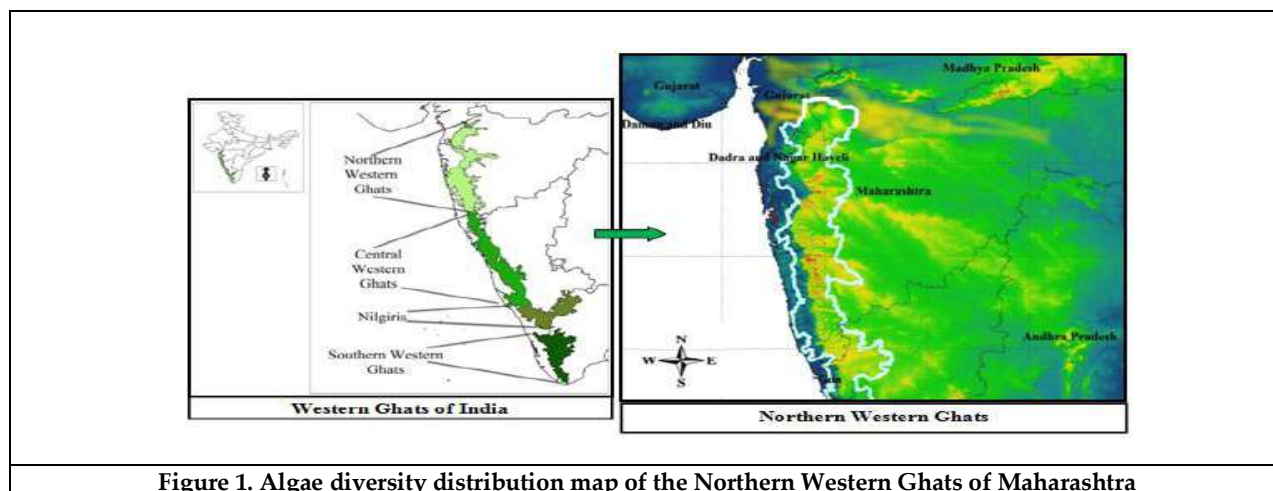 Northern
Western
Ghats
Central
Western
Ghats
Nilgiris
Southern Western
Ghats
Western Ghats of India
Madhya Pradesh
Gujarat
Gujarat
Daman and Diu
Dadra and Nagar Haveli
Maharashtra
Andhra Pradesh
N
W
E
S
Northern Western Ghats
Figure 1. Algae diversity distribution map of the Northern Western Ghats of Maharashtra